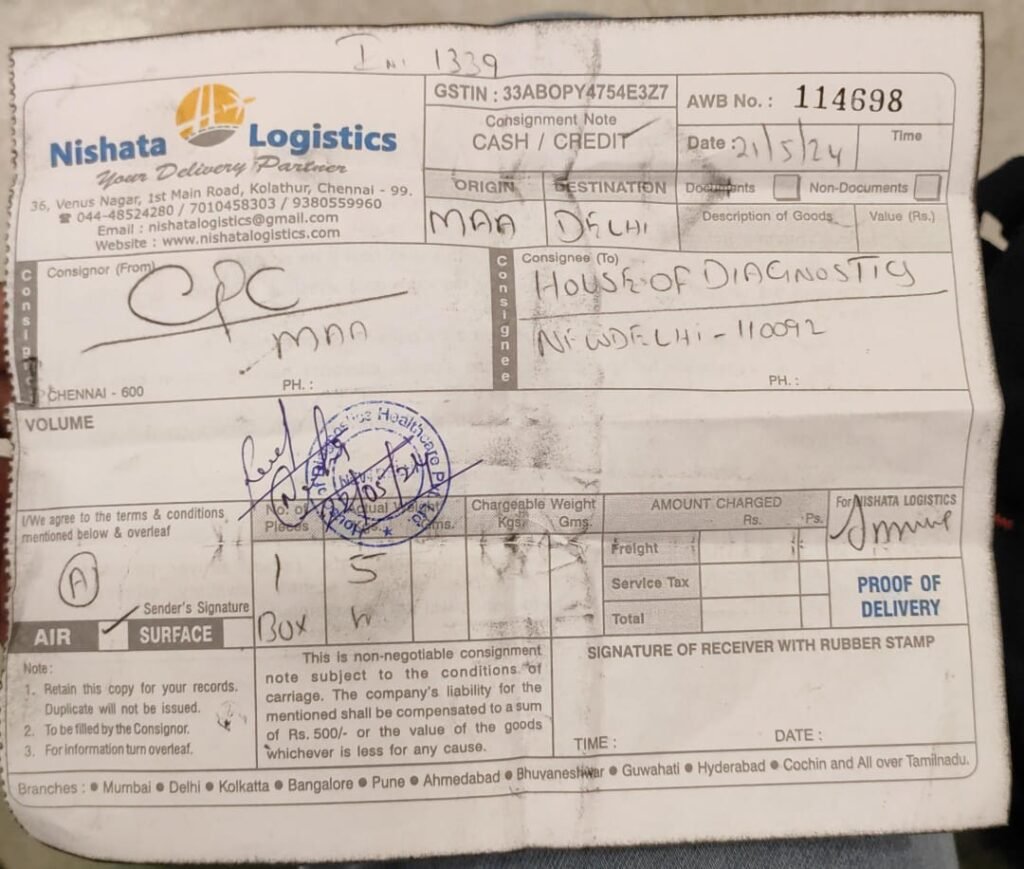 Inv 1339
Nishata Logistics
Your Delivery Partner
36, Venus Nagar, 1st Main Road, Kolathur, Chennai - 99.
☎ 044-48524280 / 7010458303 / 9380559960
Email : nishatalogistics@gmail.com
Website : www.nishatalogistics.com
GSTIN : 33ABOPY4754E3Z7
Consignment Note
CASH / CREDIT ✓
AWB No. : 114698
Date : 21/5/24
Time
ORIGIN
DESTINATION
MAA
DELHI
Documents
Non-Documents
Description of Goods
Value (Rs.)
Consignor
Consignor (From)
CPC
MAA
CHENNAI - 600
PH. :
Consignee
Consignee (To)
HOUSE OF DIAGNOSTICS
NEWDELHI - 110092
PH. :
VOLUME
Healthcare
I/We agree to the terms & conditions
mentioned below & overleaf
A
Sender's Signature
AIR ✓ SURFACE
No. of Pieces
Actual Weight
Gms.
Chargeable Weight
Kgs. Gms.
1
BOX
5
AMOUNT CHARGED
Rs. Ps.
Freight
Service Tax
Total
For NISHATA LOGISTICS
PROOF OF
DELIVERY
Note :
1. Retain this copy for your records.
Duplicate will not be issued.
2. To be filled by the Consignor.
3. For information turn overleaf.
This is non-negotiable consignment
note subject to the conditions of
carriage. The company's liability for the
mentioned shall be compensated to a sum
of Rs. 500/- or the value of the goods
whichever is less for any cause.
SIGNATURE OF RECEIVER WITH RUBBER STAMP
TIME :
DATE :
Branches : ● Mumbai ● Delhi ● Kolkatta ● Bangalore ● Pune ● Ahmedabad ● Bhuvaneshwar ● Guwahati ● Hyderabad ● Cochin and All over Tamilnadu.